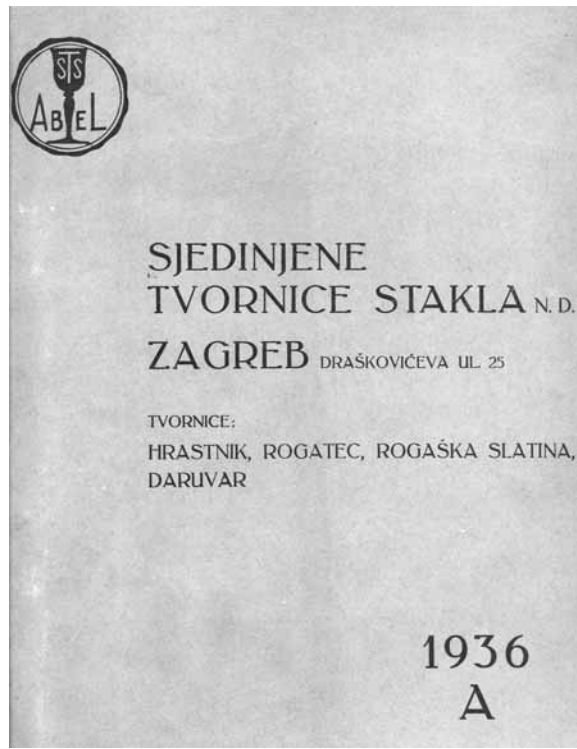 STS
ABEL
SJEDINJENE
TVORNICE STAKLA N. D.
ZAGREB DRAŠKOVIĆEVA UL. 25
TVORNICE:
HRASTNIK, ROGATEC, ROGAŠKA SLATINA,
DARUVAR
1936
A